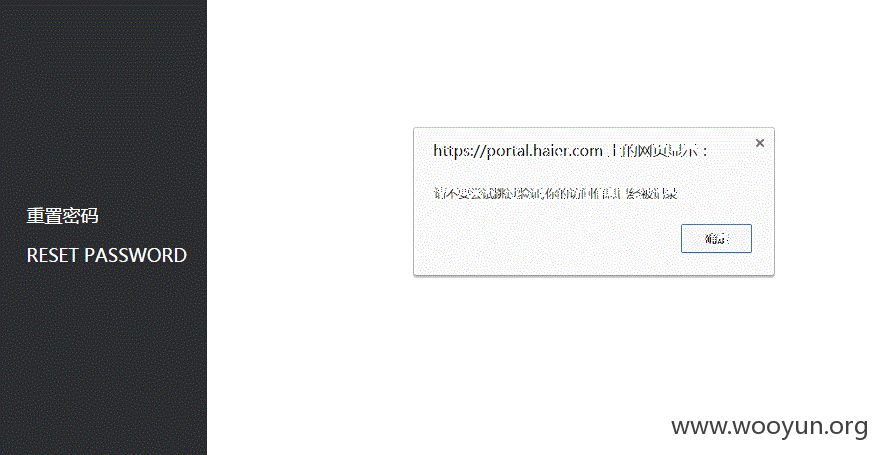 重置密码
RESET PASSWORD
https://portal.haier.com 上的网页显示：
请不要尝试跳过验证,你的访问信息已经被记录
确定
www.wooyun.org